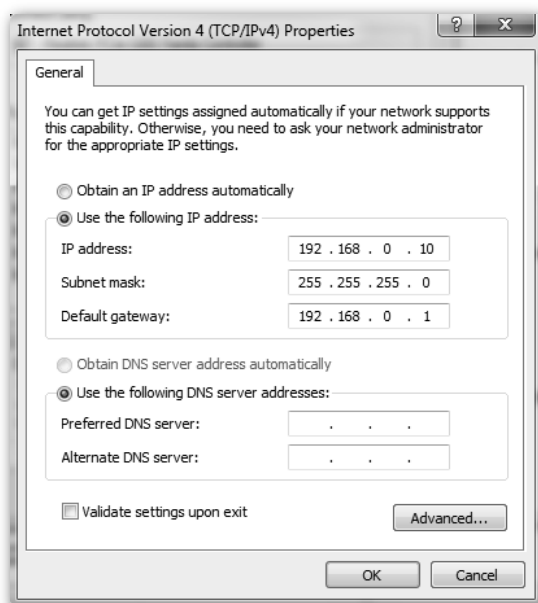 Internet Protocol Version 4 (TCP/IPv4) Properties
General
You can get IP settings assigned automatically if your network supports
this capability. Otherwise, you need to ask your network administrator
for the appropriate IP settings.
Obtain an IP address automatically
Use the following IP address:
IP address: 192 . 168 . 0 . 10
Subnet mask: 255 . 255 . 255 . 0
Default gateway: 192 . 168 . 0 . 1
Obtain DNS server address automatically
Use the following DNS server addresses:
Preferred DNS server: . . .
Alternate DNS server: . . .
Validate settings upon exit
Advanced...
OK Cancel